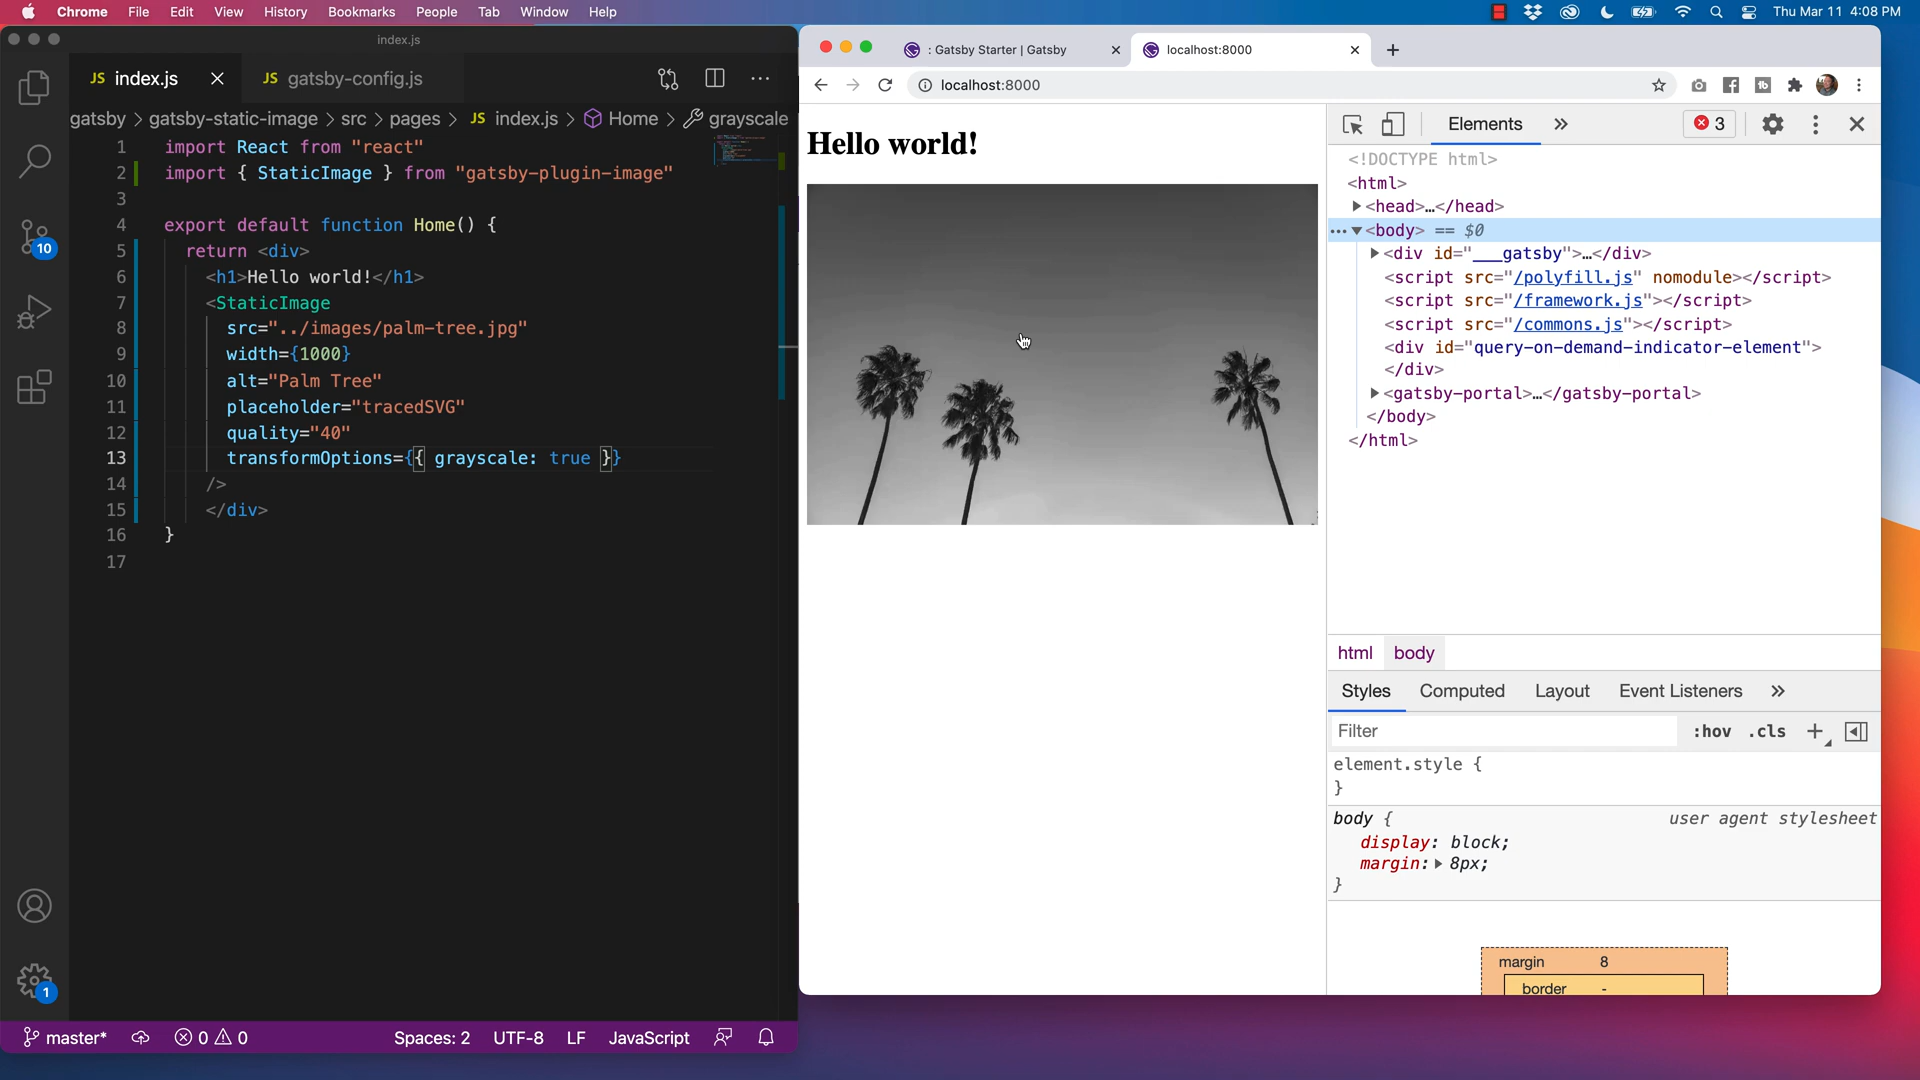 Chrome File Edit View History Bookmarks People Tab Window Help
Thu Mar 11 4:08 PM
index.js
JS index.js
JS gatsby-config.js
gatsby > gatsby-static-image > src > pages > JS index.js > Home > grayscale
1 import React from "react"
2 import { StaticImage } from "gatsby-plugin-image"
3
4 export default function Home() {
5 return <div>
6 <h1>Hello world!</h1>
7 <StaticImage
8 src="../images/palm-tree.jpg"
9 width={1000}
10 alt="Palm Tree"
11 placeholder="tracedSVG"
12 quality="40"
13 transformOptions={{ grayscale: true }}
14 />
15 </div>
16 }
17
10
1
master* 0 0 Spaces: 2 UTF-8 LF JavaScript
: Gatsby Starter | Gatsby
localhost:8000
localhost:8000
Hello world!
Elements
3
<!DOCTYPE html>
<html>
<head>…</head>
<body> == $0
<div id="___gatsby">…</div>
<script src="/polyfill.js" nomodule></script>
<script src="/framework.js"></script>
<script src="/commons.js"></script>
<div id="query-on-demand-indicator-element">
</div>
<gatsby-portal>…</gatsby-portal>
</body>
</html>
html body
Styles Computed Layout Event Listeners
Filter :hov .cls
element.style {
}
body { user agent stylesheet
display: block;
margin: 8px;
}
margin 8
border -